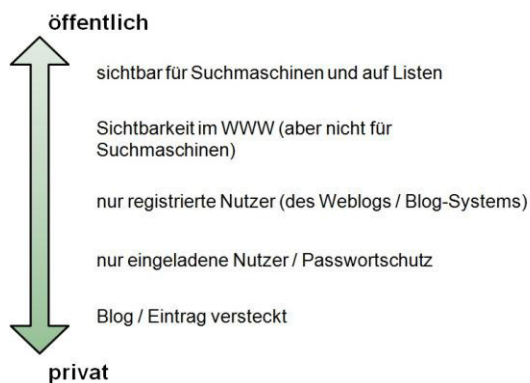 öffentlich
sichtbar für Suchmaschinen und auf Listen
Sichtbarkeit im WWW (aber nicht für
Suchmaschinen)
nur registrierte Nutzer (des Weblogs / Blog-Systems)
nur eingeladene Nutzer / Passwortschutz
Blog / Eintrag versteckt
privat